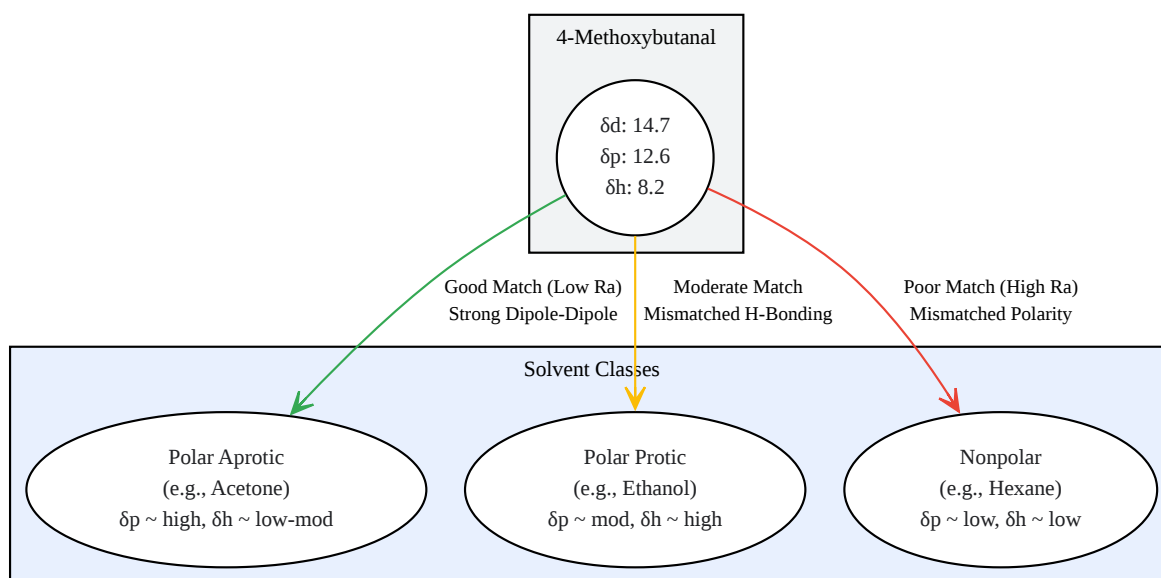 4-Methoxybutanal
δd: 14.7
δp: 12.6
δh: 8.2
Good Match (Low Ra)
Strong Dipole-Dipole
Moderate Match
Mismatched H-Bonding
Poor Match (High Ra)
Mismatched Polarity
Solvent Classes
Polar Aprotic
(e.g., Acetone)
δp ~ high, δh ~ low-mod
Polar Protic
(e.g., Ethanol)
δp ~ mod, δh ~ high
Nonpolar
(e.g., Hexane)
δp ~ low, δh ~ low